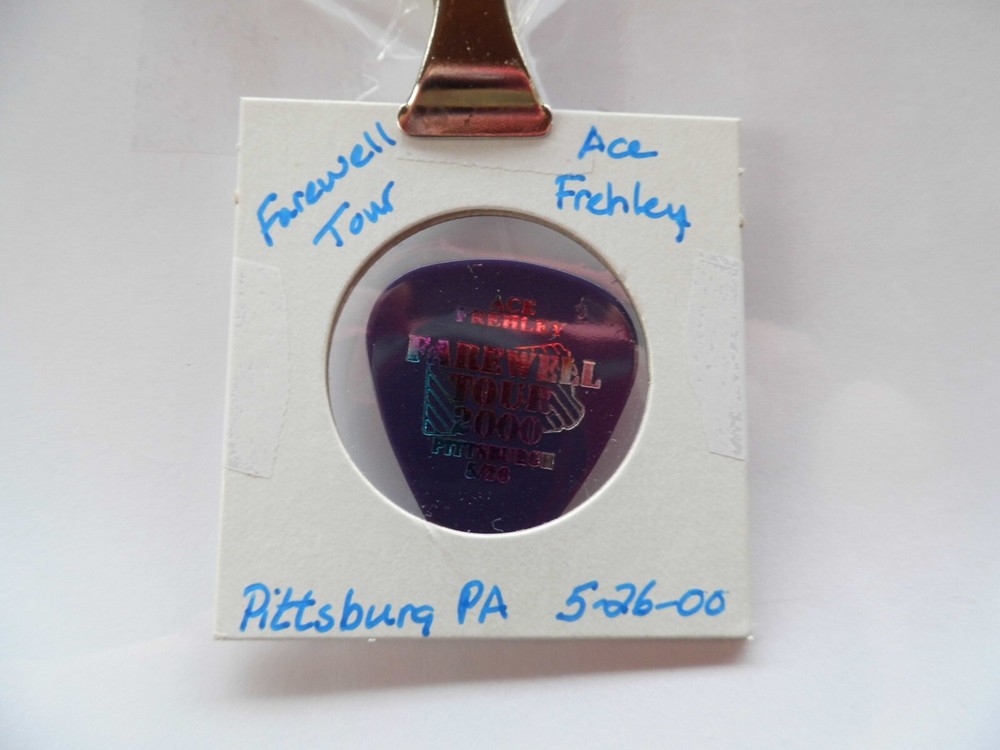 Farewell
Tour
Ace
Frehley
ACE
FREHLEY
FAREWELL
TOUR
2000
PITTSBURGH
5/26
Pittsburg PA 5-26-00